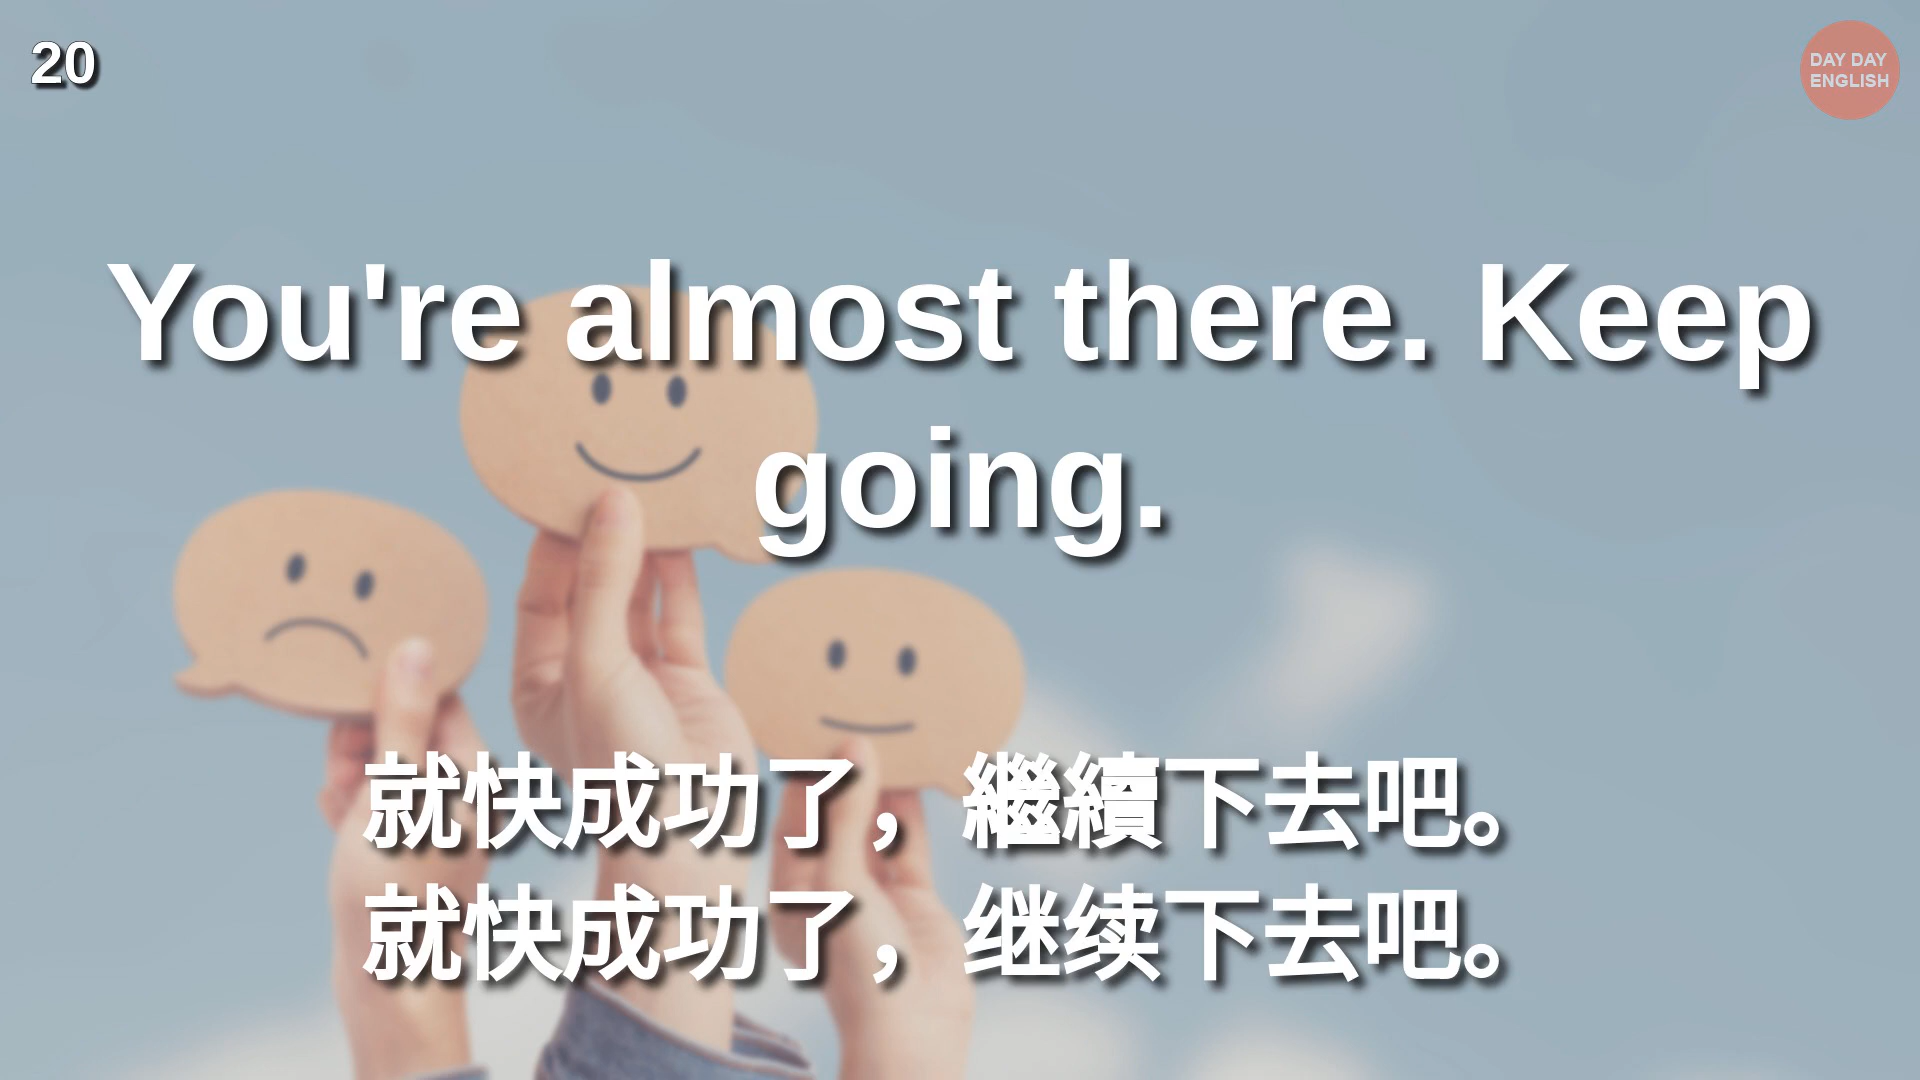 20
DAY DAY
ENGLISH
You're almost there. Keep
going.
就快成功了，繼續下去吧。
就快成功了，继续下去吧。